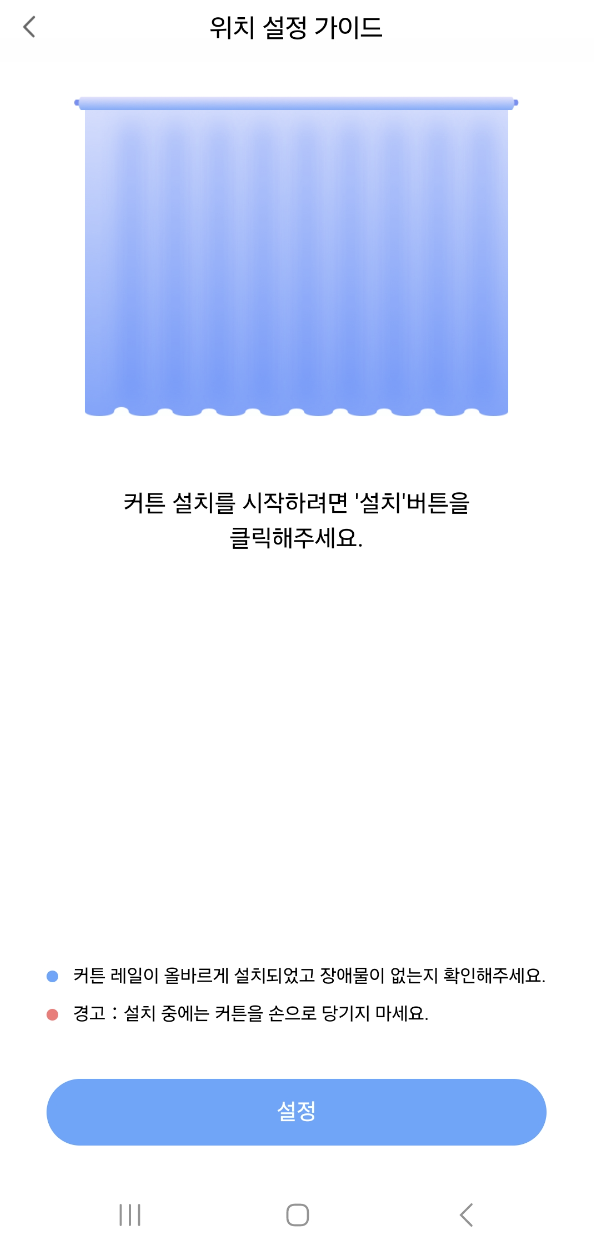 위치 설정 가이드
커튼 설치를 시작하려면 '설치'버튼을
클릭해주세요.
커튼 레일이 올바르게 설치되었고 장애물이 없는지 확인해주세요.
경고 : 설치 중에는 커튼을 손으로 당기지 마세요.
설정